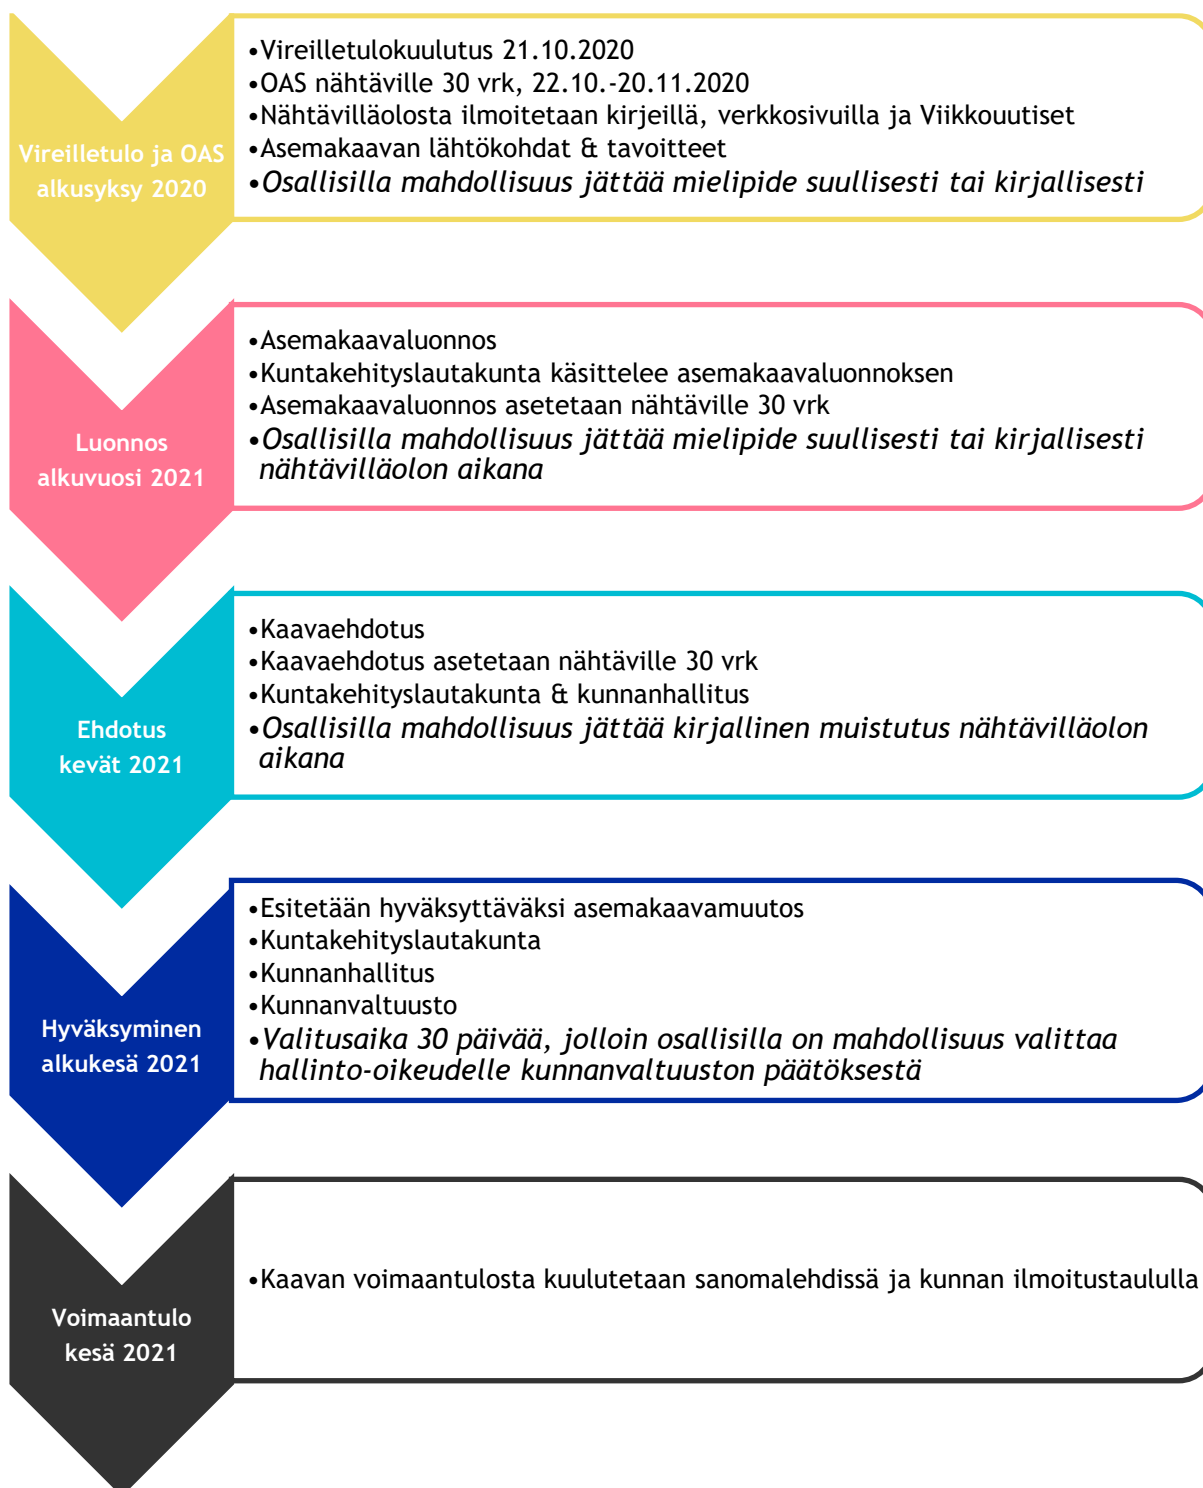 Vireilletulo ja OAS
alkusyksy 2020
•Vireilletulokuulutus 21.10.2020
•OAS nähtäville 30 vrk, 22.10.-20.11.2020
•Nähtävilläolosta ilmoitetaan kirjeillä, verkkosivuilla ja Viikkouutiset
•Asemakaavan lähtökohdat & tavoitteet
•Osallisilla mahdollisuus jättää mielipide suullisesti tai kirjallisesti
Luonnos
alkuvuosi 2021
•Asemakaavaluonnos
•Kuntakehityslautakunta käsittelee asemakaavaluonnoksen
•Asemakaavaluonnos asetetaan nähtäville 30 vrk
•Osallisilla mahdollisuus jättää mielipide suullisesti tai kirjallisesti
nähtävilläolon aikana
Ehdotus
kevät 2021
•Kaavaehdotus
•Kaavaehdotus asetetaan nähtäville 30 vrk
•Kuntakehityslautakunta & kunnanhallitus
•Osallisilla mahdollisuus jättää kirjallinen muistutus nähtävilläolon
aikana
Hyväksyminen
alkukesä 2021
•Esitetään hyväksyttäväksi asemakaavamuutos
•Kuntakehityslautakunta
•Kunnanhallitus
•Kunnanvaltuusto
•Valitusaika 30 päivää, jolloin osallisilla on mahdollisuus valittaa
hallinto-oikeudelle kunnanvaltuuston päätöksestä
Voimaantulo
kesä 2021
•Kaavan voimaantulosta kuulutetaan sanomalehdissä ja kunnan ilmoitustaululla